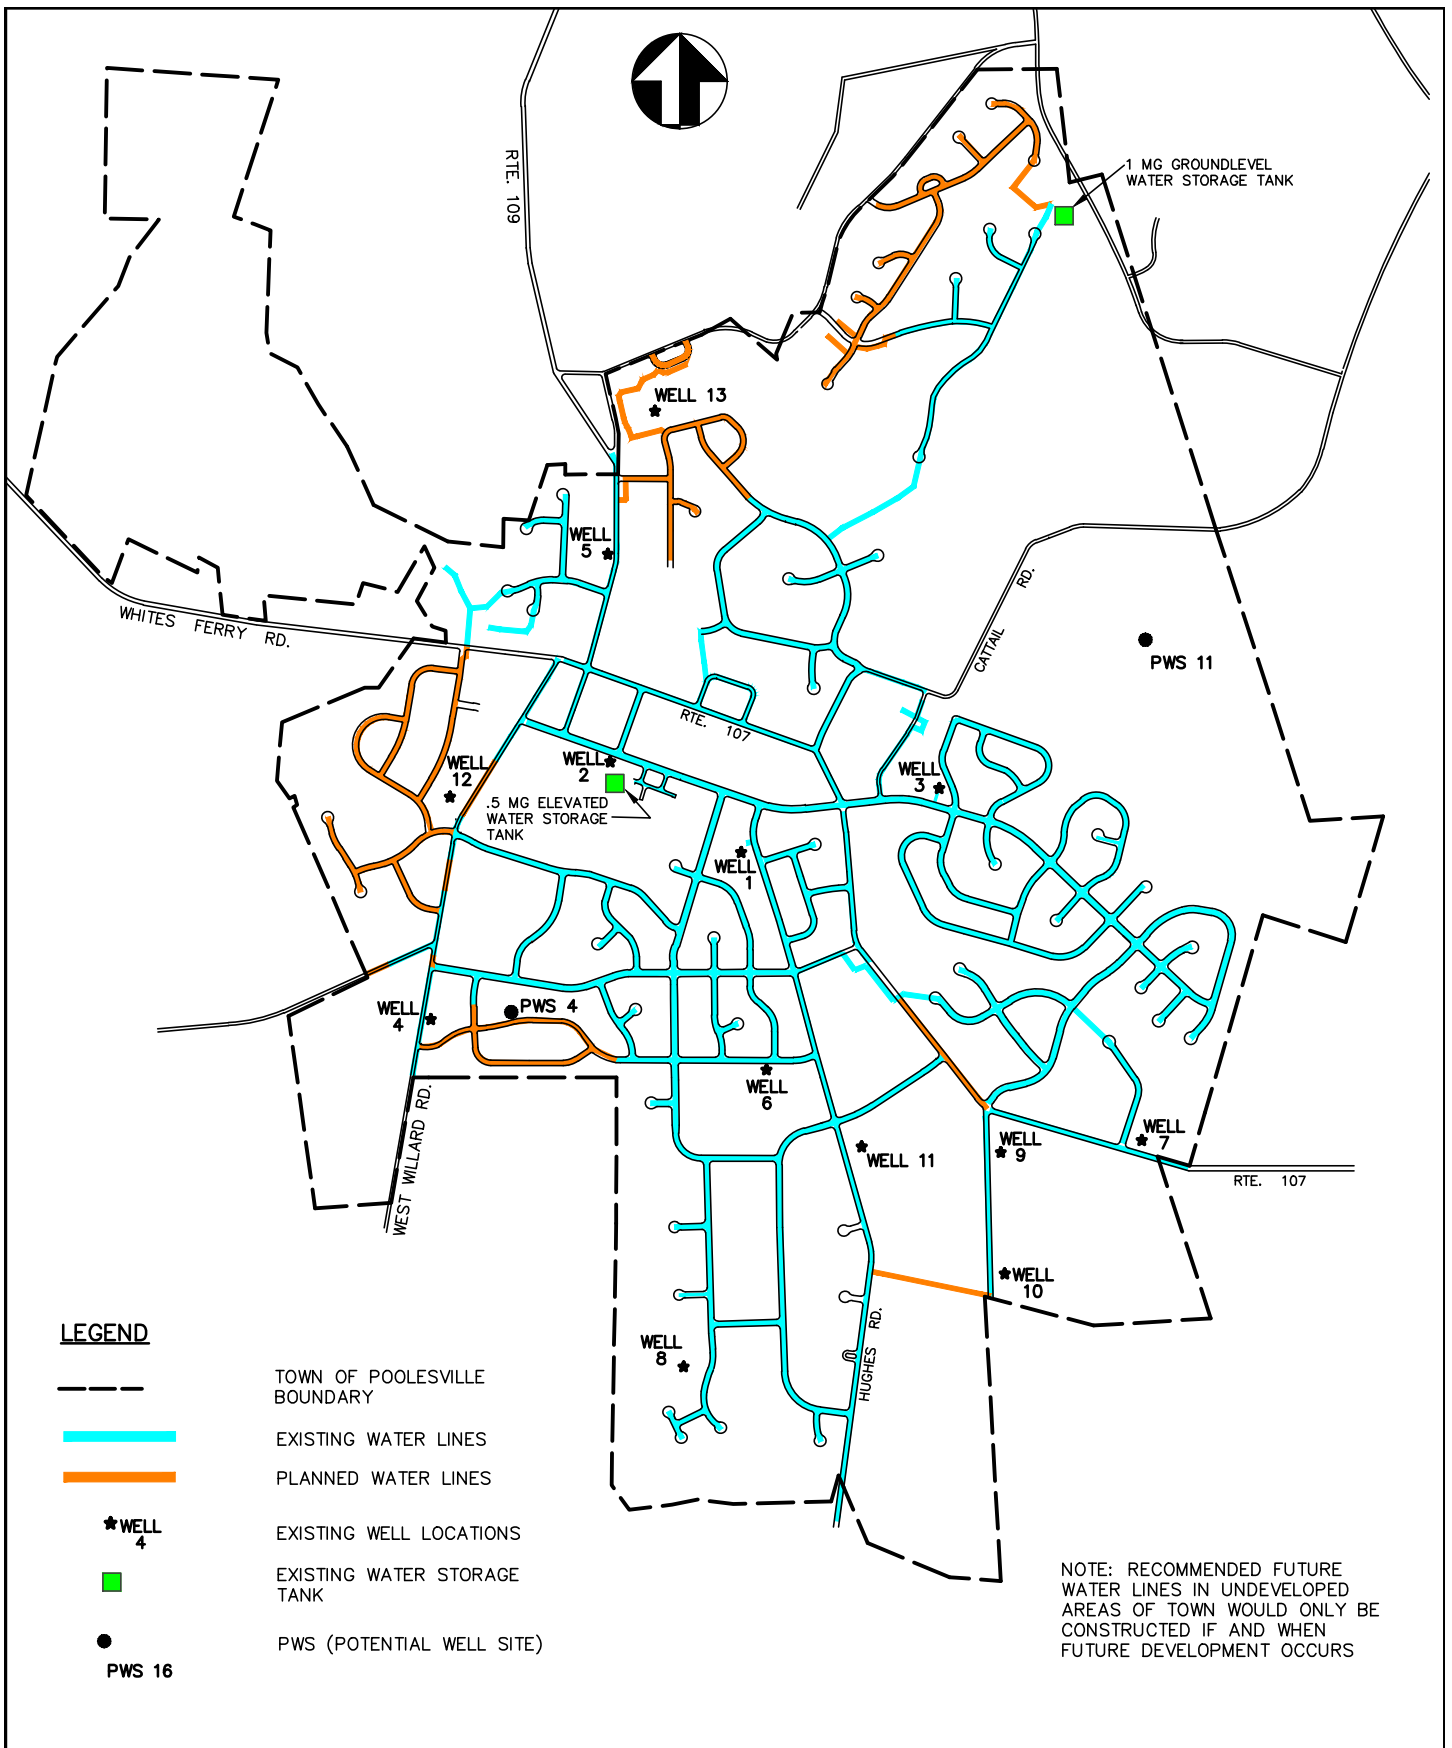 RTE. 109
1 MG GROUNDLEVEL
WATER STORAGE TANK
WELL 13
WELL
5
WHITES FERRY RD.
CATTAIL RD.
PWS 11
RTE. 107
WELL
2
WELL
12
WELL
3
.5 MG ELEVATED
WATER STORAGE
TANK
WELL
1
WELL
4
PWS 4
WELL
6
WELL 11
WELL
9
WELL
7
RTE. 107
WEST WILLARD RD.
WELL
10
HUGHES RD.
WELL
8
LEGEND
TOWN OF POOLESVILLE
BOUNDARY
EXISTING WATER LINES
PLANNED WATER LINES
WELL
4
EXISTING WELL LOCATIONS
EXISTING WATER STORAGE
TANK
PWS 16
PWS (POTENTIAL WELL SITE)
NOTE: RECOMMENDED FUTURE
WATER LINES IN UNDEVELOPED
AREAS OF TOWN WOULD ONLY BE
CONSTRUCTED IF AND WHEN
FUTURE DEVELOPMENT OCCURS